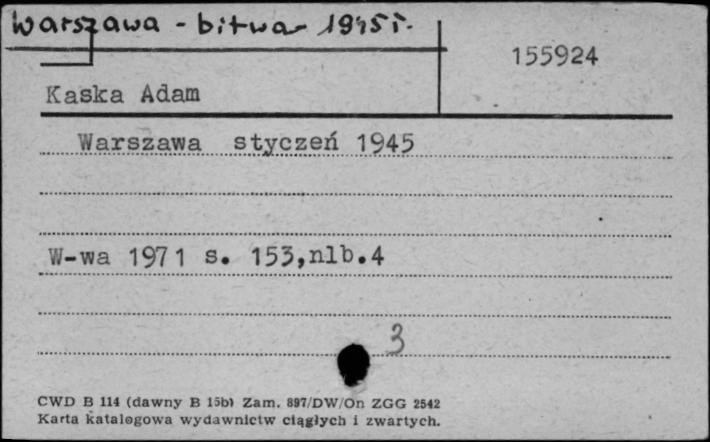 Warszawa - bitwa 1945 r.
155924
Kaska Adam
Warszawa styczeń 1945
W-wa 1971 s. 153,nlb.4
3
CWD B 114 (dawny B 15b) Zam. 897/DW/On ZGG 2542
Karta katalogowa wydawnictw ciągłych i zwartych.